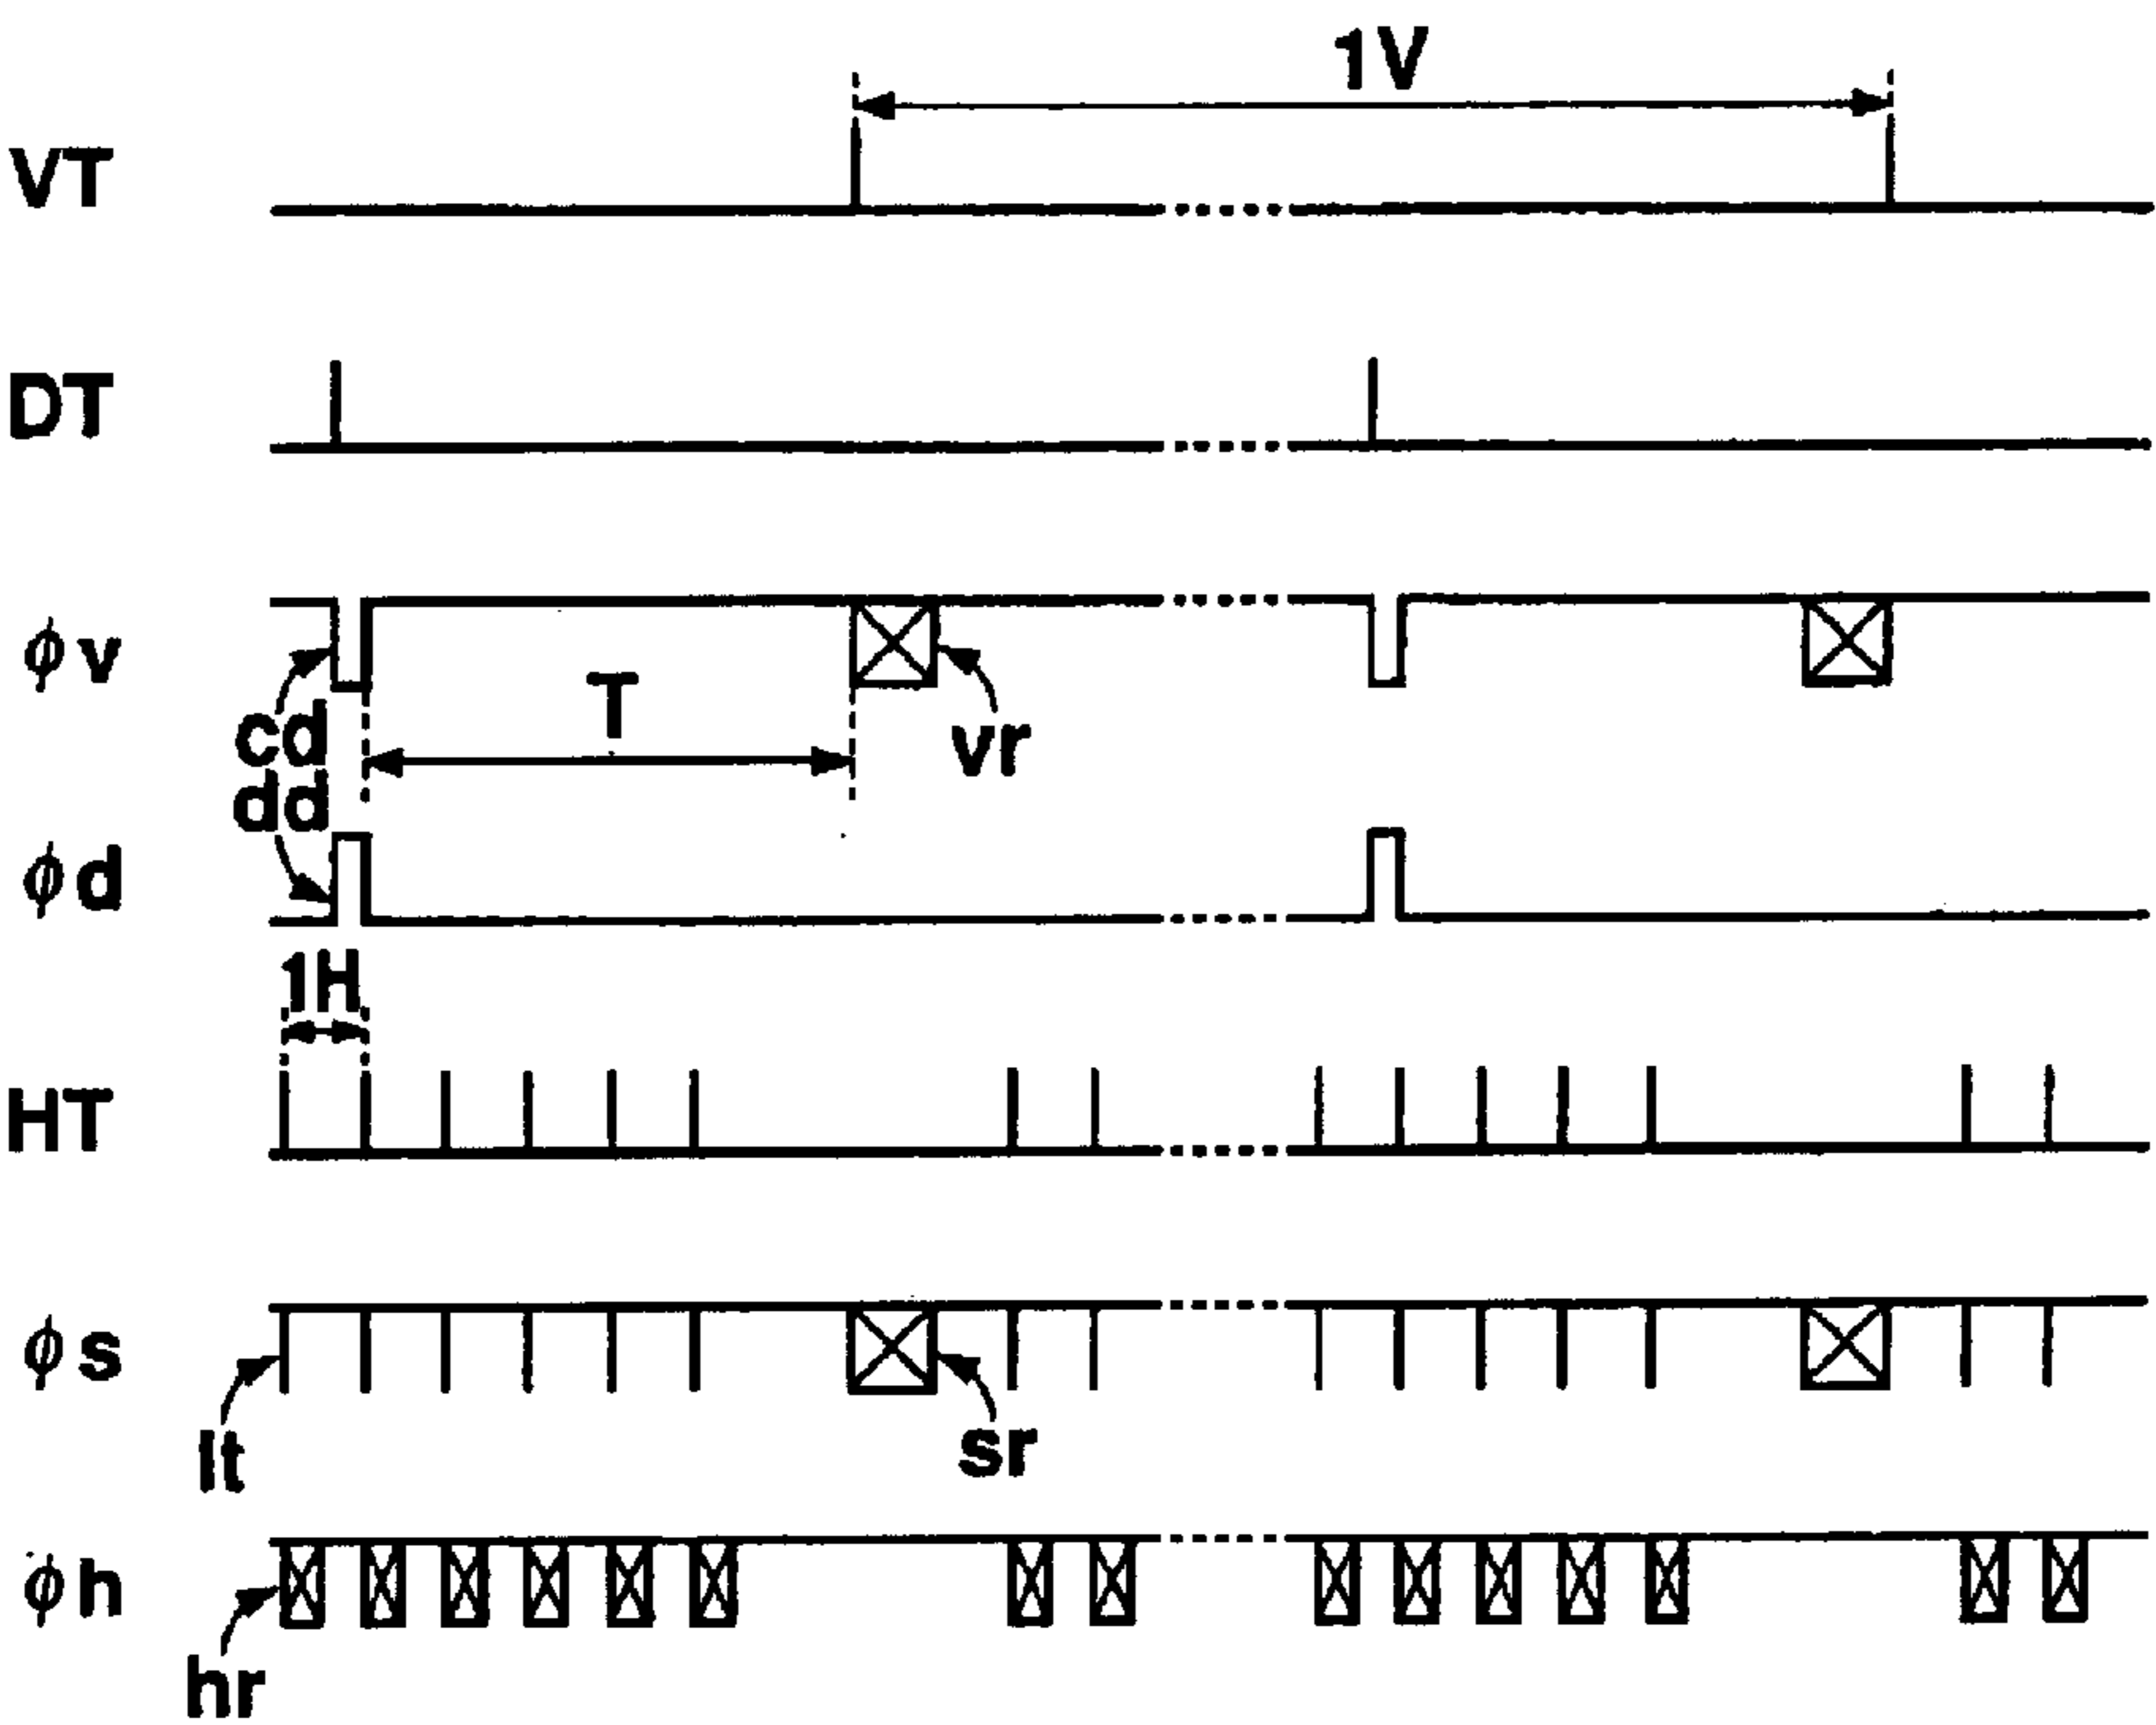 1V
VT
DT
φv
T
cd
vr
dd
φd
1H
HT
φs
lt
sr
φh
hr